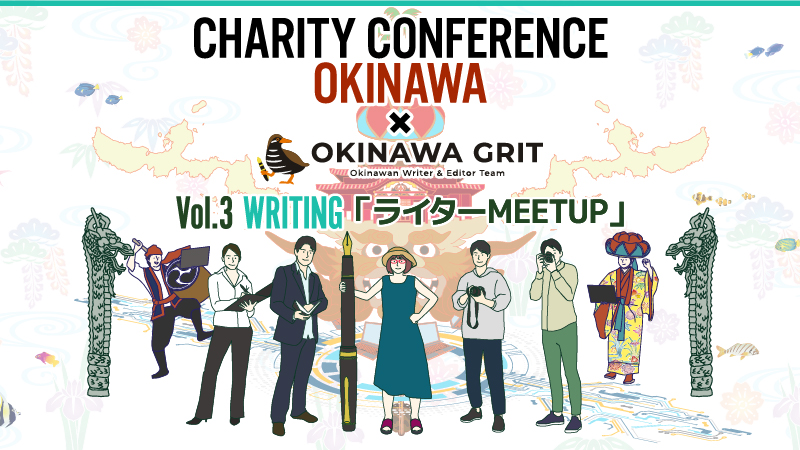 CHARITY CONFERENCE
OKINAWA
×
OKINAWA GRIT
Okinawan Writer & Editor Team
Vol.3 WRITING「ライターMEETUP」